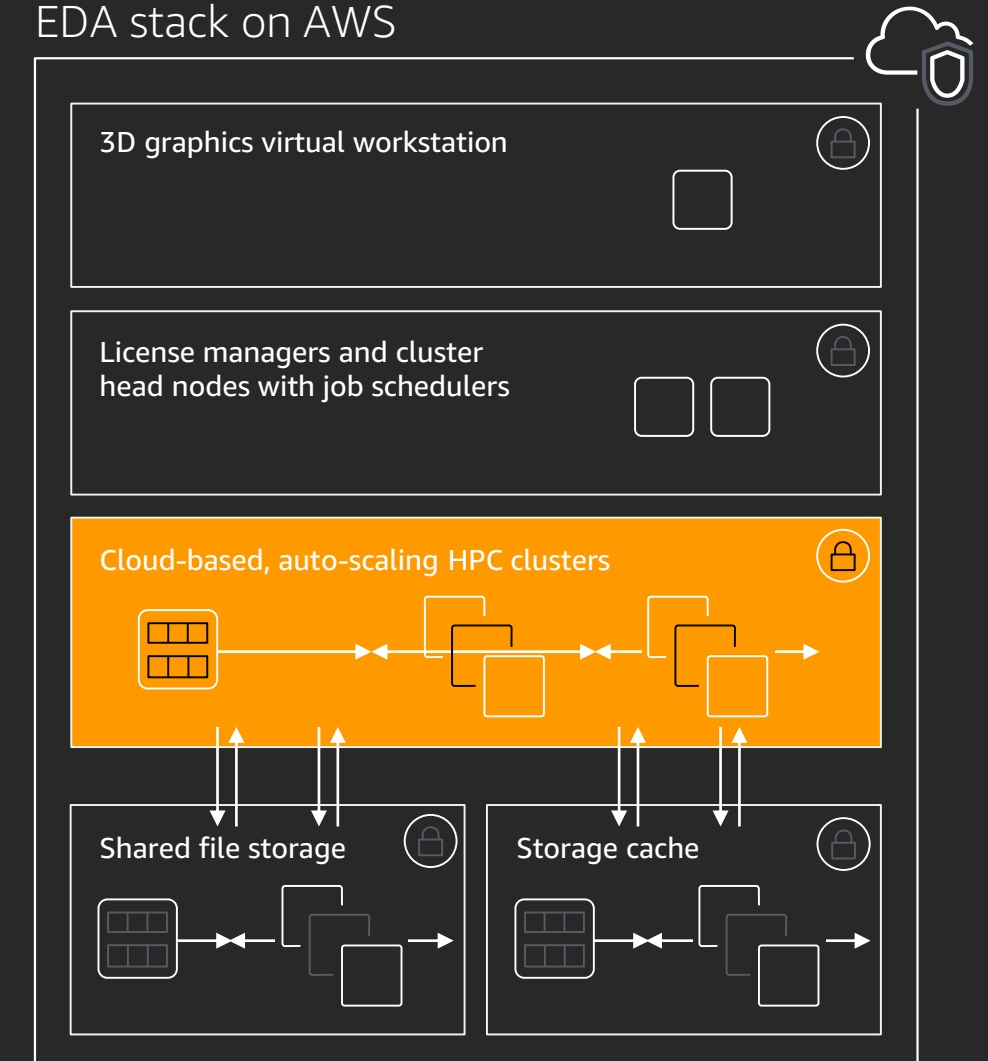 EDA stack on AWS
3D graphics virtual workstation
License managers and cluster
head nodes with job schedulers
Cloud-based, auto-scaling HPC clusters
Shared file storage
Storage cache